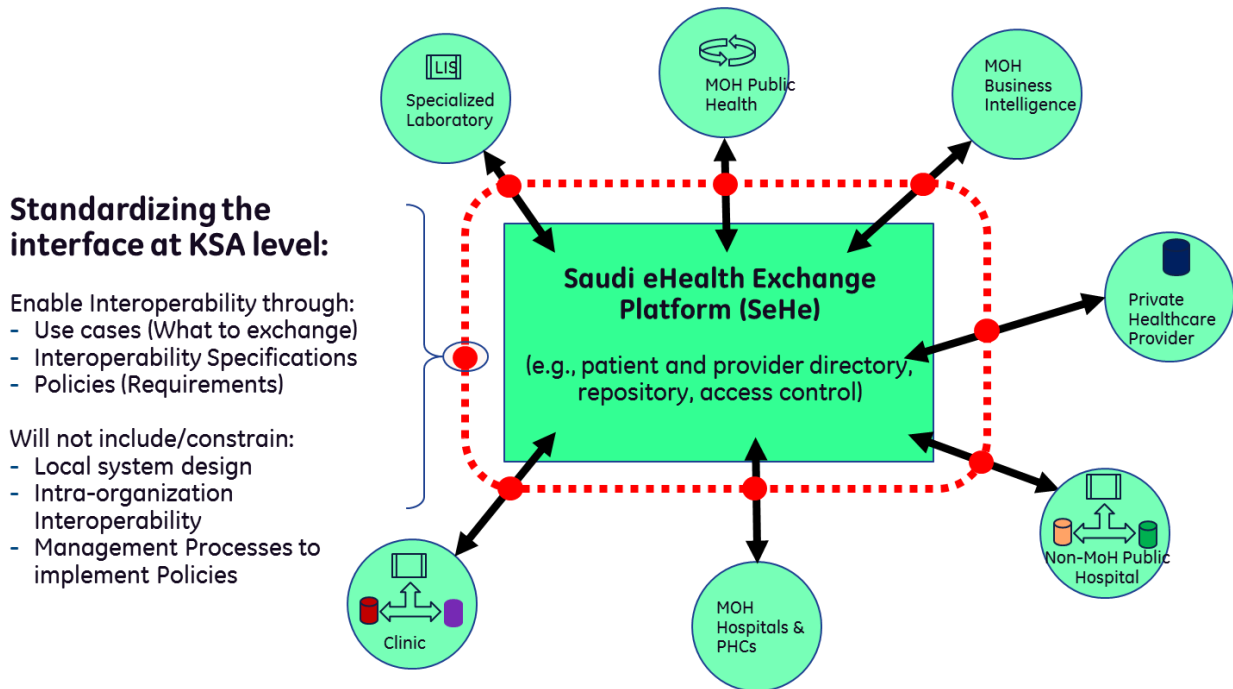 LIS
Specialized
Laboratory
MOH Public
Health
MOH
Business
Intelligence
Standardizing the
interface at KSA level:
Enable Interoperability through:
- Use cases (What to exchange)
- Interoperability Specifications
- Policies (Requirements)
Will not include/constrain:
- Local system design
- Intra-organization
Interoperability
- Management Processes to
implement Policies
Saudi eHealth Exchange
Platform (SeHe)
(e.g., patient and provider directory,
repository, access control)
Private
Healthcare
Provider
Non-MoH Public
Hospital
MOH
Hospitals &
PHCs
Clinic